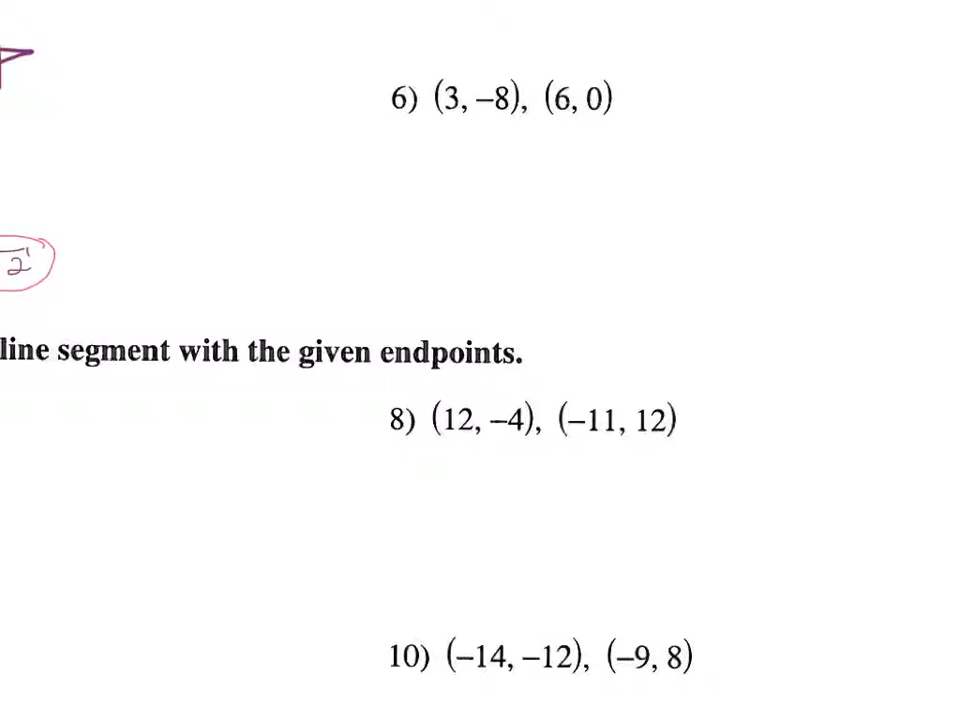 6) (3, −8), (6, 0)
2
line segment with the given endpoints.
8) (12, −4), (−11, 12)
10) (−14, −12), (−9, 8)